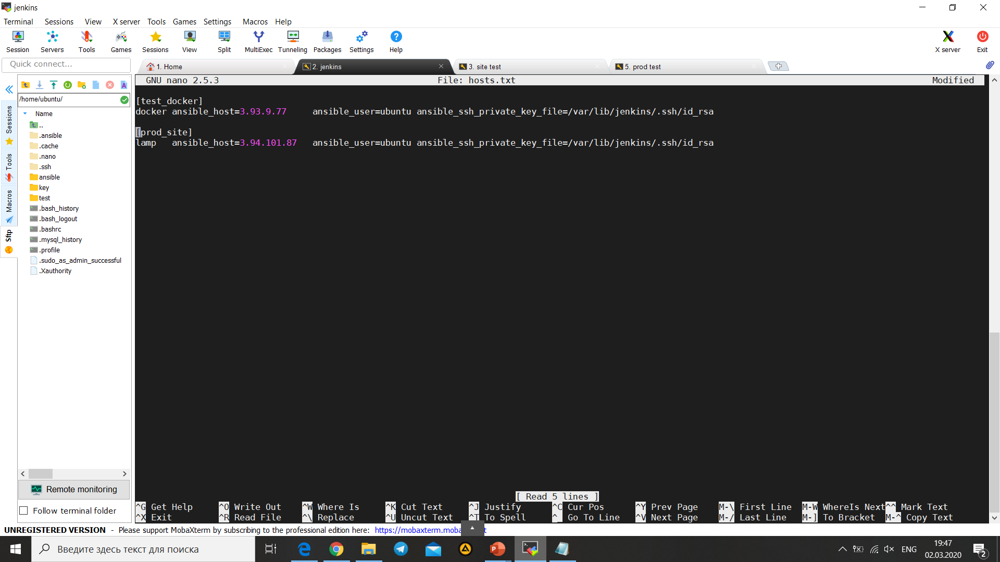 jenkins
Terminal Sessions View X server Tools Games Settings Macros Help
Session Servers Tools Games Sessions View Split MultiExec Tunneling Packages Settings Help X server Exit
Quick connect...
1. Home
2. jenkins
3. site test
5. prod test
/home/ubuntu/
Name
..
.ansible
.cache
.nano
.ssh
ansible
key
test
.bash_history
.bash_logout
.bashrc
.mysql_history
.profile
.sudo_as_admin_successful
.Xauthority
Sessions
Tools
Macros
Sftp
Remote monitoring
Follow terminal folder
GNU nano 2.5.3 File: hosts.txt Modified
[test_docker]
docker ansible_host=3.93.9.77 ansible_user=ubuntu ansible_ssh_private_key_file=/var/lib/jenkins/.ssh/id_rsa
[prod_site]
lamp ansible_host=3.94.101.87 ansible_user=ubuntu ansible_ssh_private_key_file=/var/lib/jenkins/.ssh/id_rsa
[ Read 5 lines ]
^G Get Help ^O Write Out ^W Where Is ^K Cut Text ^J Justify ^C Cur Pos ^Y Prev Page M-\ First Line M-W WhereIs Next ^^ Mark Text
^X Exit ^R Read File ^\ Replace ^U Uncut Text ^T To Spell ^_ Go To Line ^V Next Page M-/ Last Line M-] To Bracket M-^ Copy Text
UNREGISTERED VERSION - Please support MobaXterm by subscribing to the professional edition here: https://mobaxterm.moba t
Введите здесь текст для поиска
ENG
19:47
02.03.2020
2